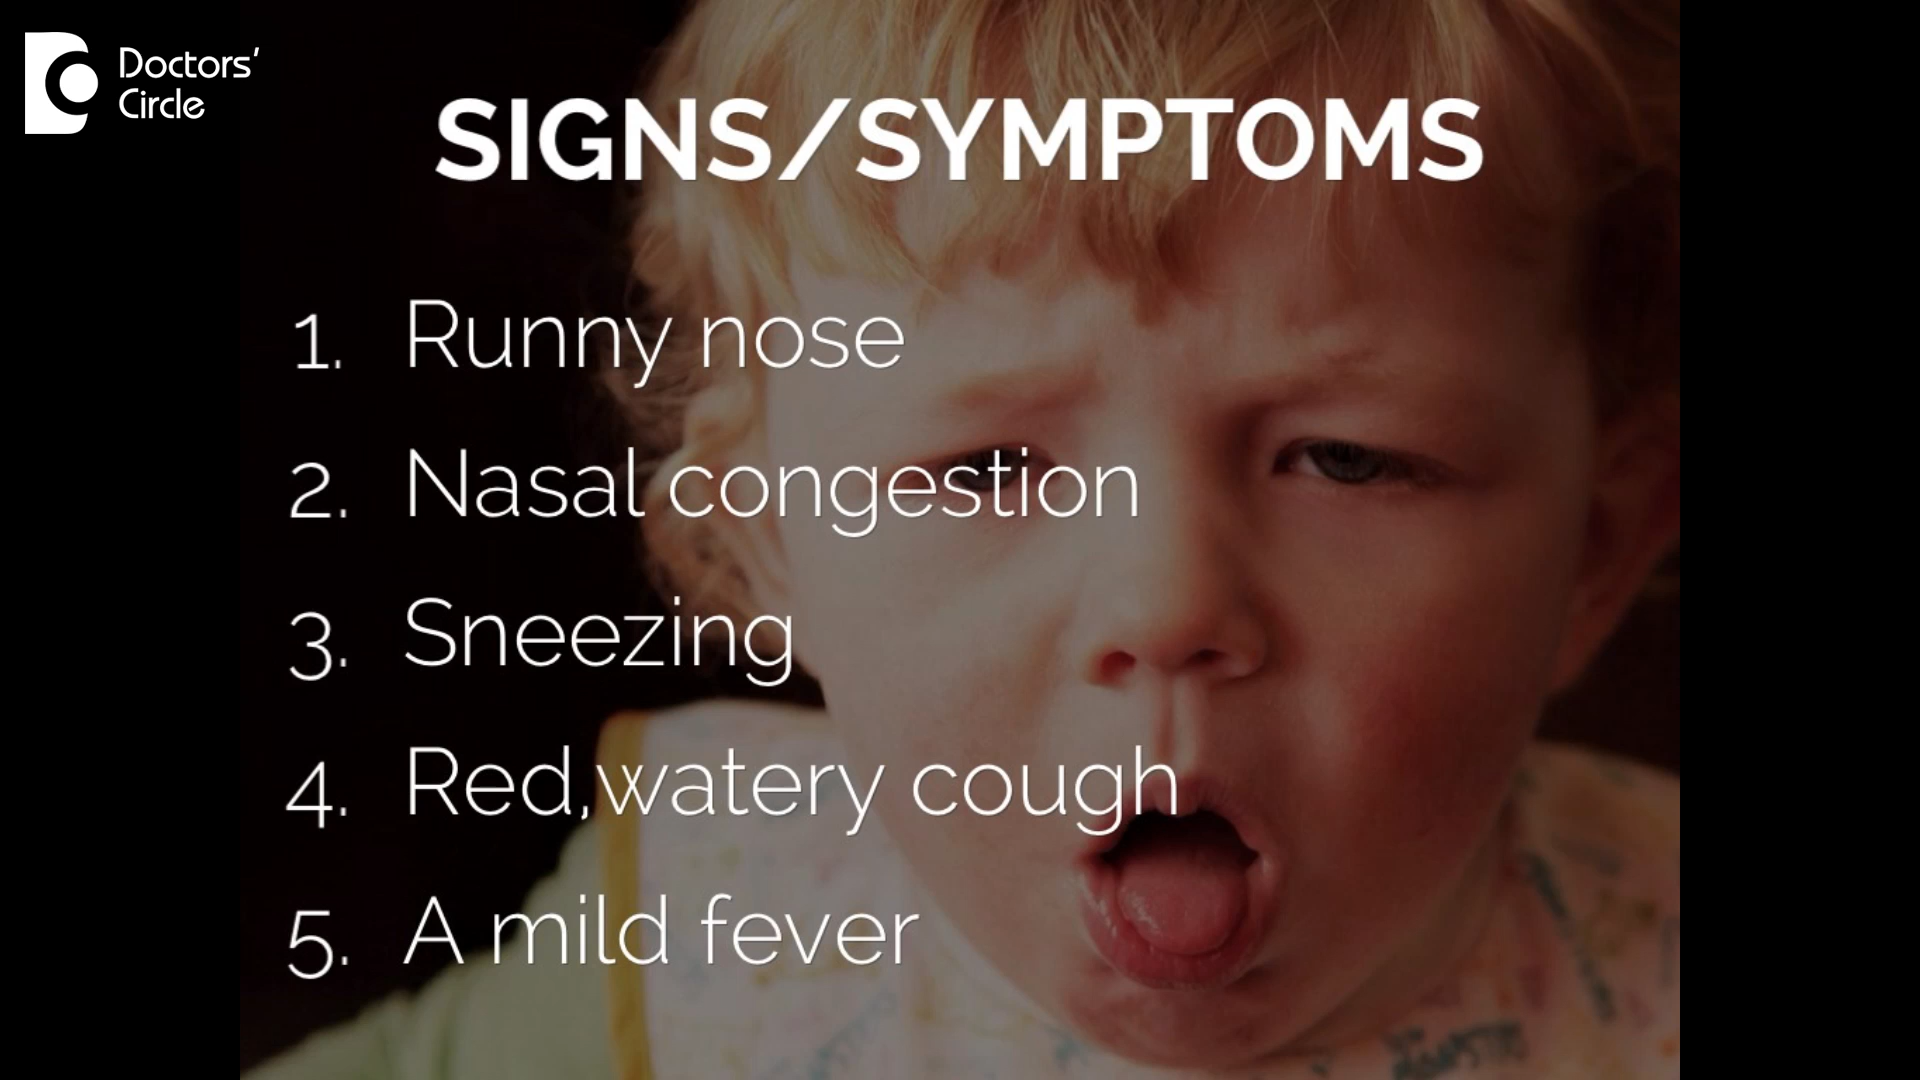 Doctors'
Circle
SIGNS/SYMPTOMS
1. Runny nose
2. Nasal congestion
3. Sneezing
4. Red,watery cough
5. A mild fever